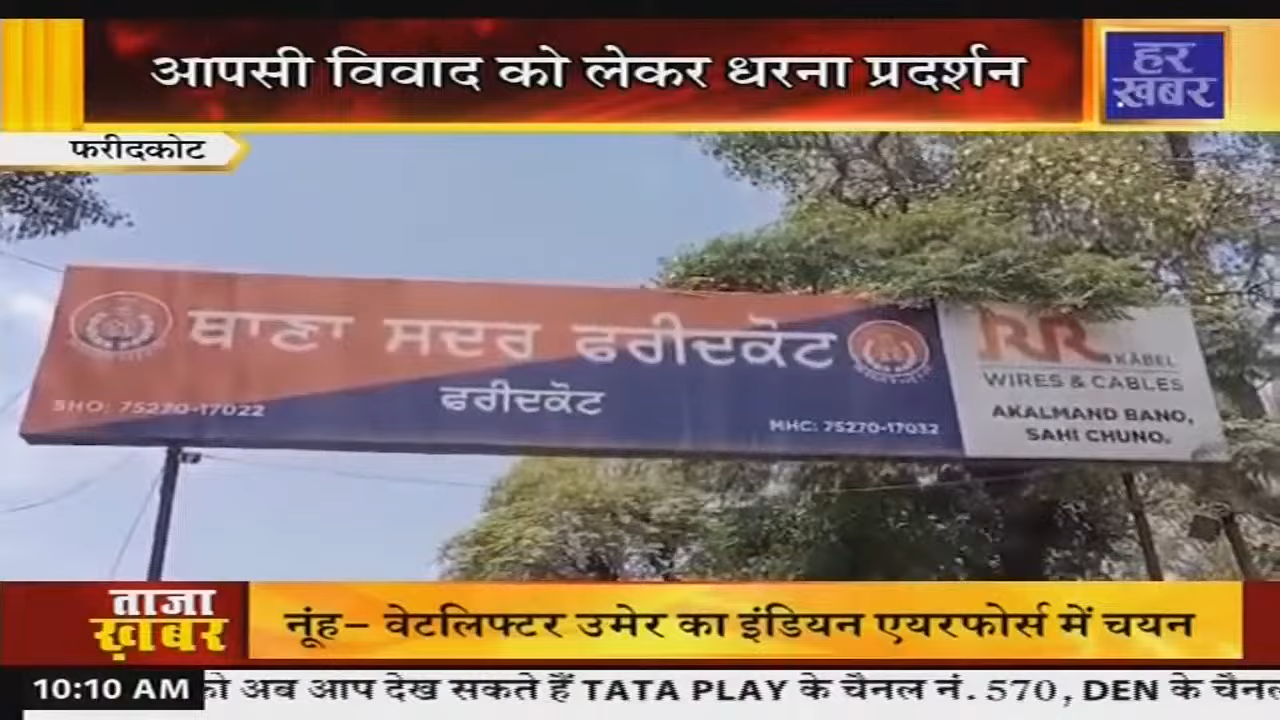 आपसी विवाद को लेकर धरना प्रदर्शन
हर
ख़बर
फरीदकोट
ਥਾਣਾ ਸਦਰ ਫਰੀਦਕੋਟ
ਫਰੀਦਕੋਟ
SHO: 75270-17022
MHC: 75270-17032
RR KABEL
WIRES & CABLES
AKALMAND BANO,
SAHI CHUNO.
ताजा
ख़बर
नूंह– वेटलिफ्टर उमेर का इंडियन एयरफोर्स में चयन
10:10 AM
अब आप देख सकते हैं TATA PLAY के चैनल नं. 570, DEN के